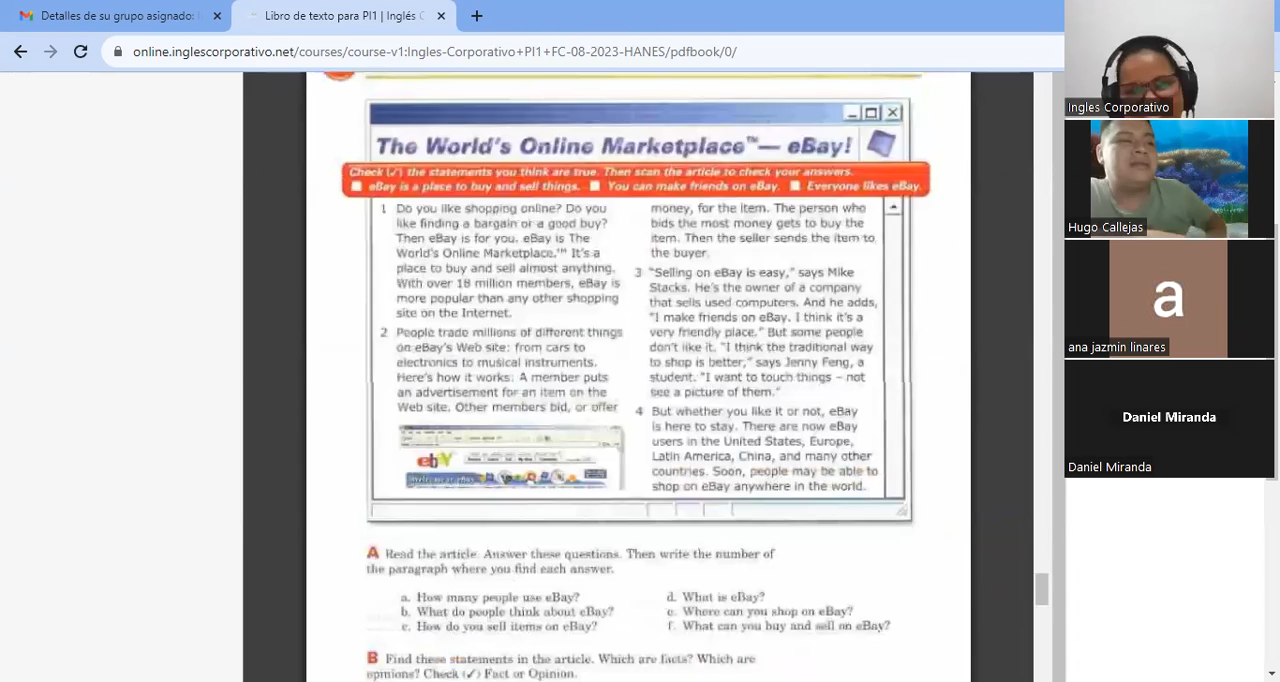 Detalles de su grupo asignado:
Libro de texto para PI1 | Inglés C
online.inglescorporativo.net/courses/course-v1:Ingles-Corporativo+PI1+FC-08-2023-HANES/pdfbook/0/
The World's Online Marketplace™— eBay!
Check (✓) the statements you think are true. Then scan the article to check your answers.
eBay is a place to buy and sell things. You can make friends on eBay. Everyone likes eBay.
1 Do you like shopping online? Do you
like finding a bargain or a good buy?
Then eBay is for you. eBay is The
World's Online Marketplace.™ It's a
place to buy and sell almost anything.
With over 18 million members, eBay is
more popular than any other shopping
site on the Internet.
2 People trade millions of different things
on eBay's Web site: from cars to
electronics to musical instruments.
Here's how it works: A member puts
an advertisement for an item on the
Web site. Other members bid, or offer
money, for the item. The person who
bids the most money gets to buy the
item. Then the seller sends the item to
the buyer.
3 "Selling on eBay is easy," says Mike
Stacks. He's the owner of a company
that sells used computers. And he adds,
"I make friends on eBay. I think it's a
very friendly place." But some people
don't like it. "I think the traditional way
to shop is better," says Jenny Feng, a
student. "I want to touch things – not
see a picture of them."
4 But whether you like it or not, eBay
is here to stay. There are now eBay
users in the United States, Europe,
Latin America, China, and many other
countries. Soon, people may be able to
shop on eBay anywhere in the world.
ebY
A Read the article. Answer these questions. Then write the number of
the paragraph where you find each answer.
a. How many people use eBay?
b. What do people think about eBay?
c. How do you sell items on eBay?
d. What is eBay?
e. Where can you shop on eBay?
f. What can you buy and sell on eBay?
B Find these statements in the article. Which are facts? Which are
opinions? Check (✓) Fact or Opinion.
Ingles Corporativo
Hugo Callejas
a
ana jazmin linares
Daniel Miranda
Daniel Miranda